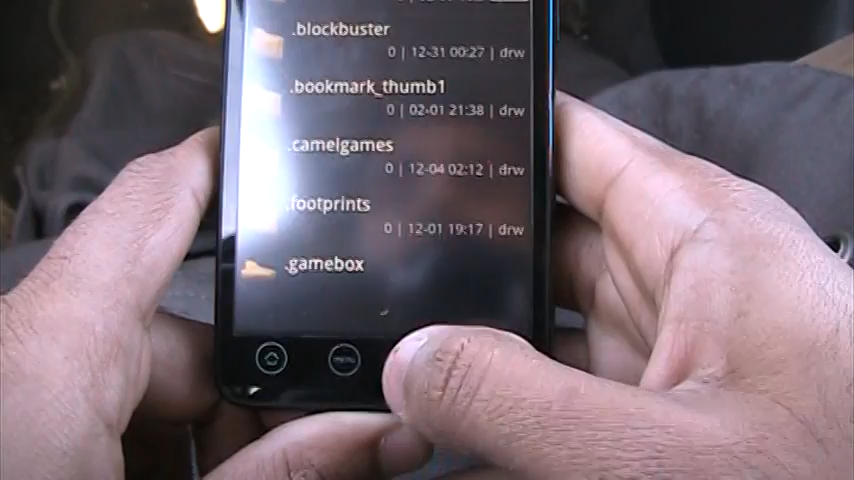 .blockbuster
0 | 12-31 00:27 | drw
.bookmark_thumb1
0 | 02-01 21:38 | drw
.camelgames
0 | 12-04 02:12 | drw
.footprints
0 | 12-01 19:17 | drw
.gamebox
menu